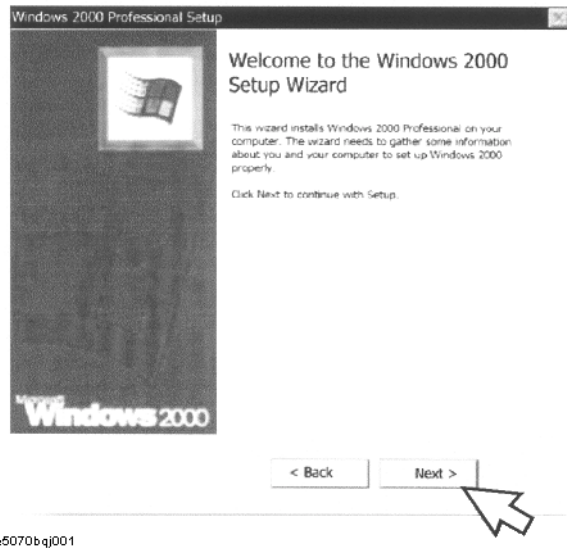 Windows 2000 Professional Setup
Welcome to the Windows 2000
Setup Wizard
This wizard installs Windows 2000 Professional on your
computer. The wizard needs to gather some information
about you and your computer to set up Windows 2000
properly.
Click Next to continue with Setup.
Microsoft
Windows 2000
< Back
Next >
e5070bqj001